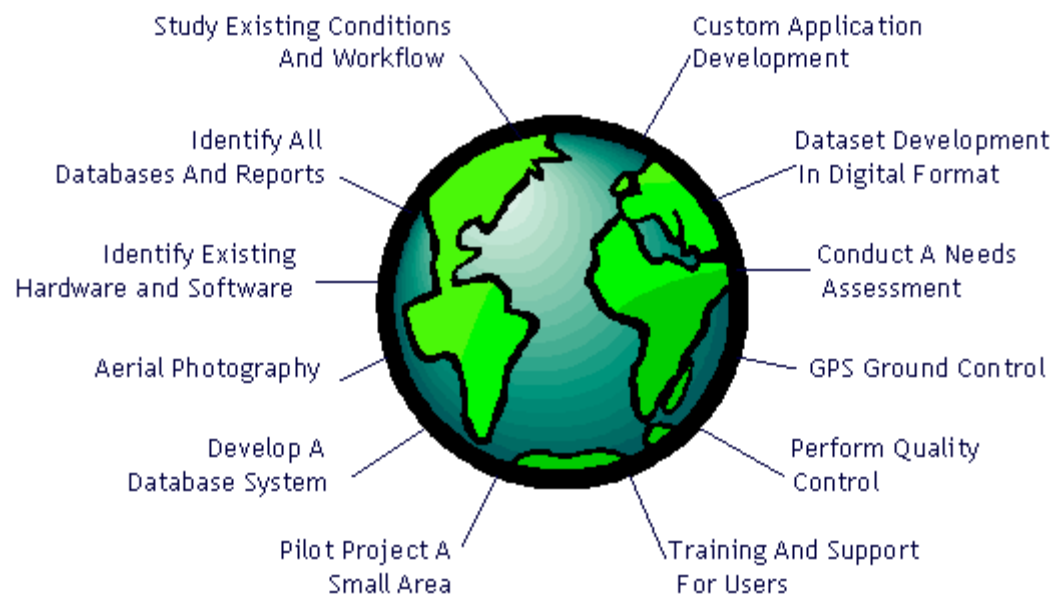 Study Existing Conditions
And Workflow
Identify All
Databases And Reports
Identify Existing
Hardware and Software
Aerial Photography
Develop A
Database System
Pilot Project A
Small Area
Custom Application
Development
Dataset Development
In Digital Format
Conduct A Needs
Assessment
GPS Ground Control
Perform Quality
Control
Training And Support
For Users